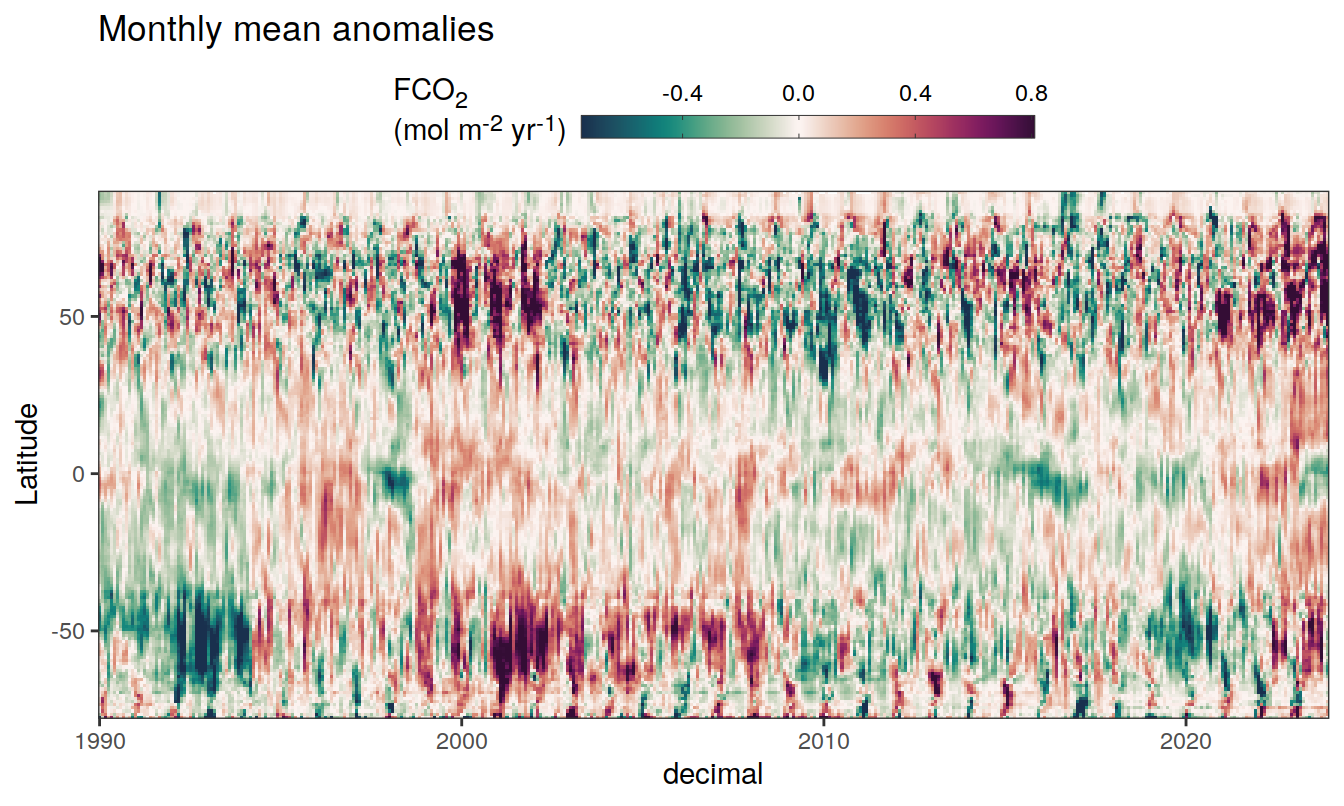 Monthly mean anomalies
FCO₂
(mol m⁻² yr⁻¹)
-0.4 0.0 0.4 0.8
Latitude
50
0
-50
1990 2000 2010 2020
decimal